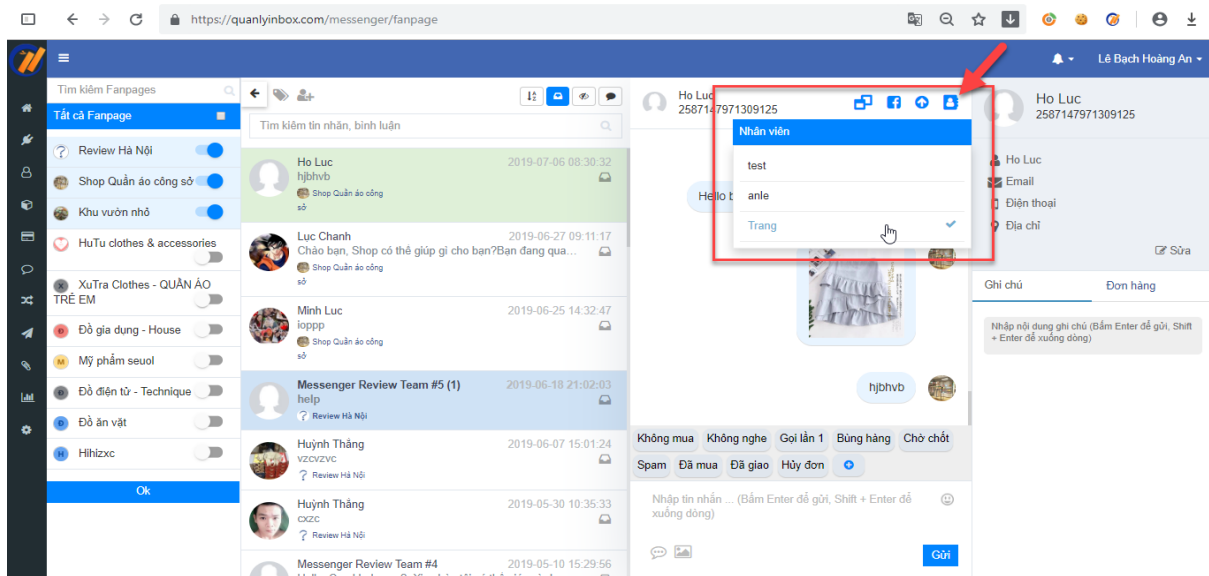 https://quanlyinbox.com/messenger/fanpage
Lê Bạch Hoàng An
Tìm kiếm Fanpages
Tất cả Fanpage
Review Hà Nội
Shop Quần áo công sở
Khu vườn nhỏ
HuTu clothes & accessories
XuTra Clothes - QUẦN ÁO
TRẺ EM
Đồ gia dụng - House
Mỹ phẩm seuol
Đồ điện tử - Technique
Đồ ăn vặt
Hihizxc
Ok
Tìm kiếm tin nhắn, bình luận
Ho Luc 2019-07-06 08:30:32
hjbhvb
Shop Quần áo công
sở
Lục Chanh 2019-06-27 09:11:17
Chào bạn, Shop có thể giúp gì cho bạn?Bạn đang qua...
Shop Quần áo công
sở
Minh Luc 2019-06-25 14:32:47
ioppp
Shop Quần áo công
sở
Messenger Review Team #5 (1) 2019-06-18 21:02:03
help
Review Hà Nội
Huỳnh Thắng 2019-06-07 15:01:24
vzcvzvc
Review Hà Nội
Huỳnh Thắng 2019-05-30 10:35:33
cxzc
Review Hà Nội
Messenger Review Team #4 2019-05-10 15:29:56
Ho Luc
2587147971309125
Nhân viên
test
anle
Trang
Hello b
hjbhvb
Không mua Không nghe Gọi lần 1 Bùng hàng Chờ chốt
Spam Đã mua Đã giao Hủy đơn
Nhập tin nhắn ... (Bấm Enter để gửi, Shift + Enter để
xuống dòng)
Gửi
Ho Luc
2587147971309125
Ho Luc
Email
Điện thoại
Địa chỉ
Sửa
Ghi chú Đơn hàng
Nhập nội dung ghi chú (Bấm Enter để gửi, Shift
+ Enter để xuống dòng)